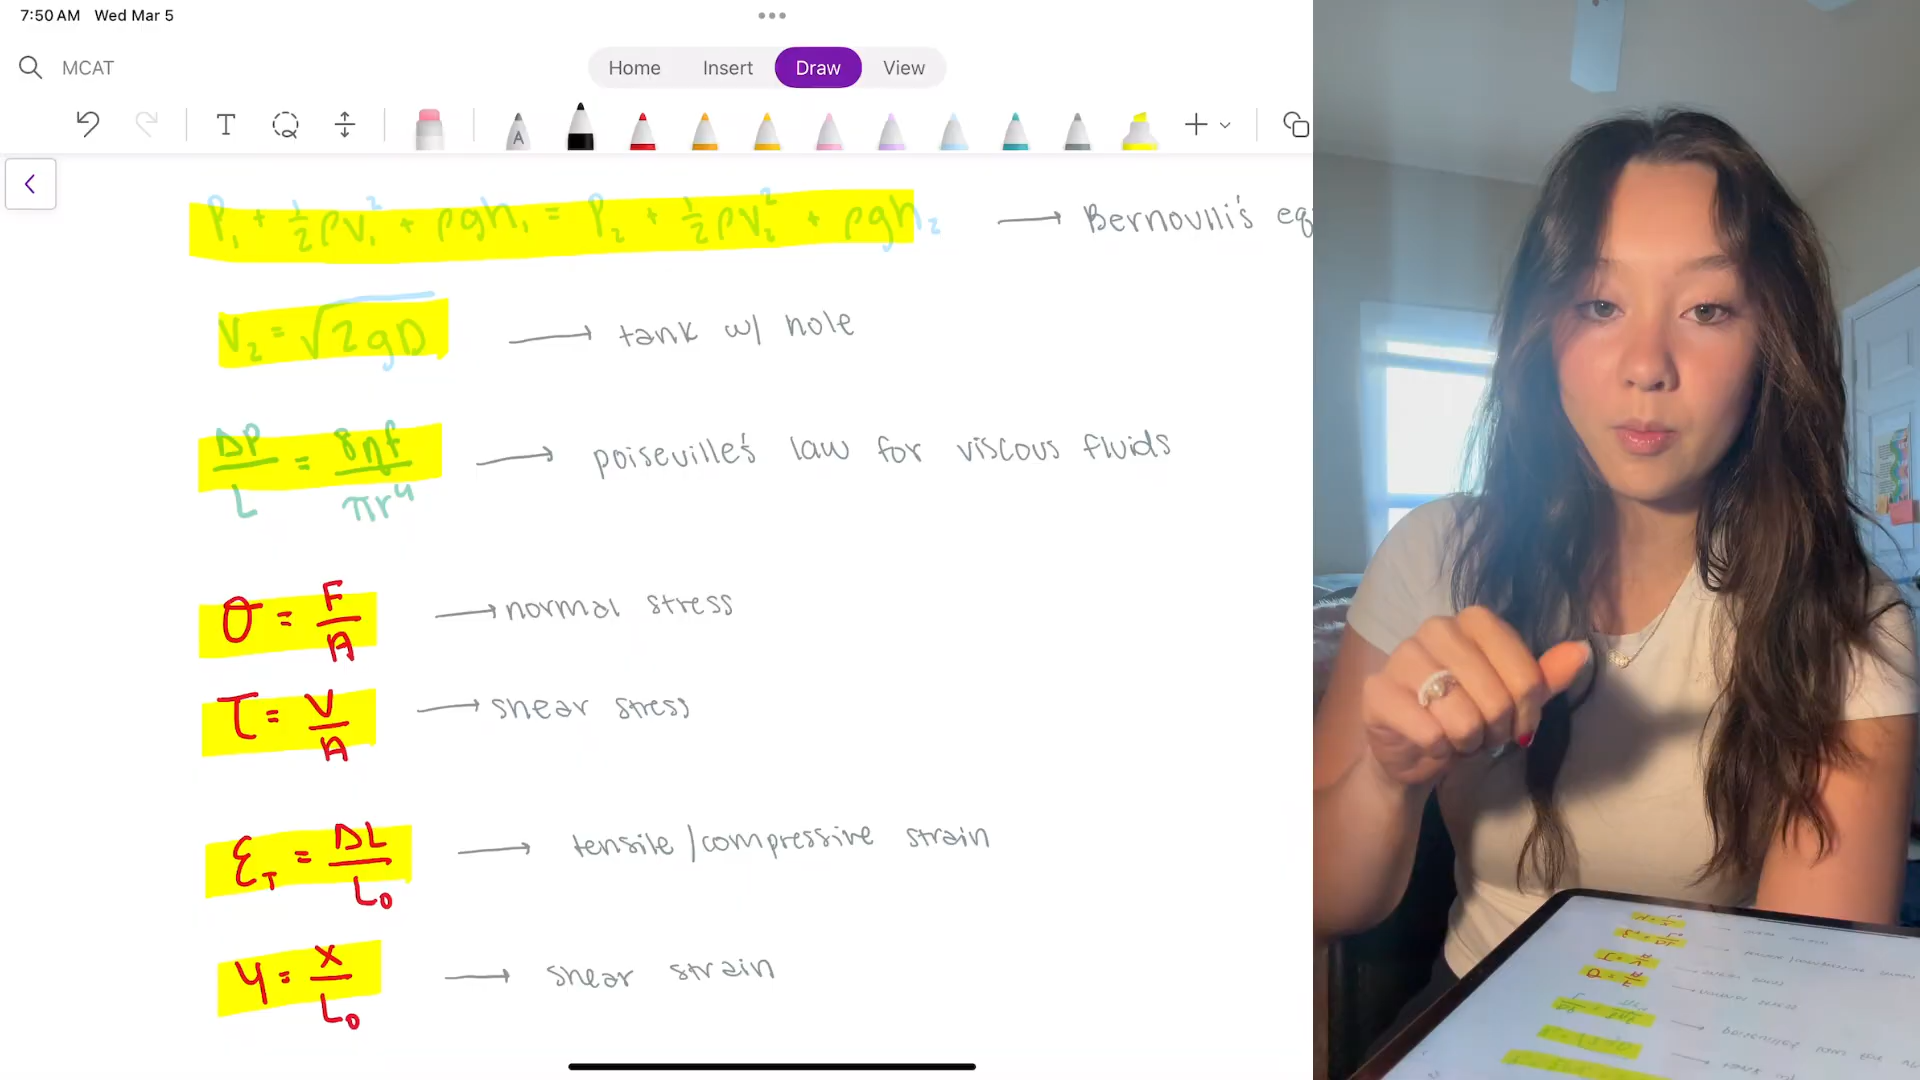 7:50 AM Wed Mar 5
MCAT
Home Insert Draw View
T A
P₁ + ½ρv₁² + ρgh₁ = P₂ + ½ρv₂² + ρgh₂ → Bernoulli's eq
V₂ = √2gD → tank w/ hole
ΔP/L = 8ηf/πr⁴ → poiseville's law for viscous fluids
σ = F/A → normal stress
τ = V/A → shear stress
ε_T = ΔL/L₀ → tensile/compressive strain
γ = x/L₀ → shear strain